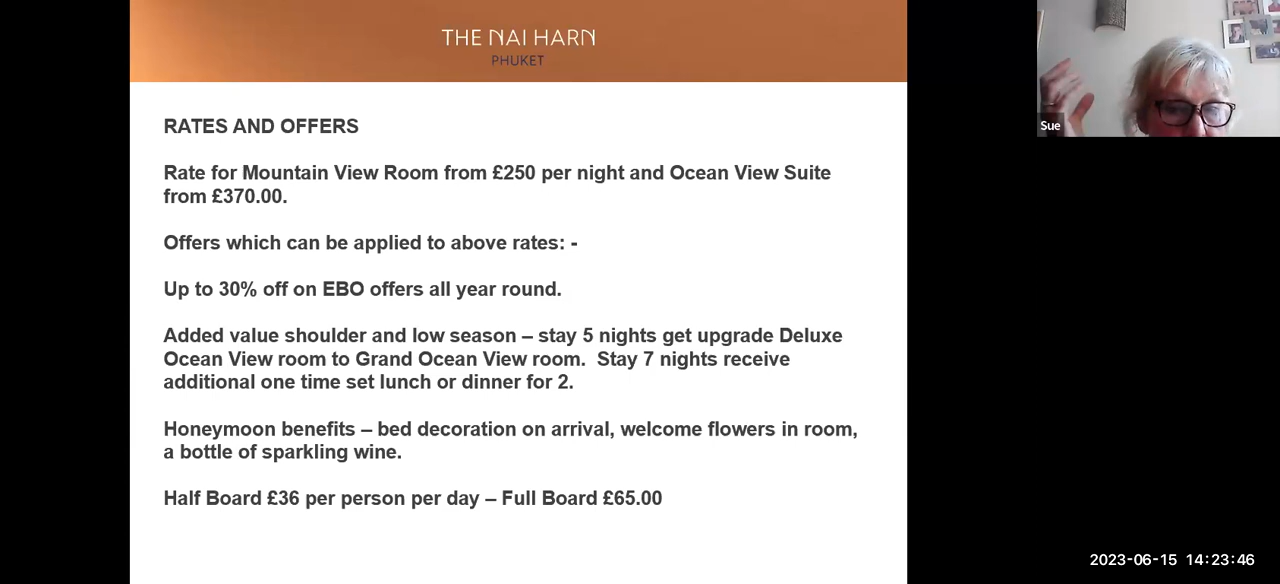 THE NAI HARN
PHUKET
RATES AND OFFERS
Rate for Mountain View Room from £250 per night and Ocean View Suite
from £370.00.
Offers which can be applied to above rates: -
Up to 30% off on EBO offers all year round.
Added value shoulder and low season – stay 5 nights get upgrade Deluxe
Ocean View room to Grand Ocean View room.  Stay 7 nights receive
additional one time set lunch or dinner for 2.
Honeymoon benefits – bed decoration on arrival, welcome flowers in room,
a bottle of sparkling wine.
Half Board £36 per person per day – Full Board £65.00
Sue
2023-06-15 14:23:46